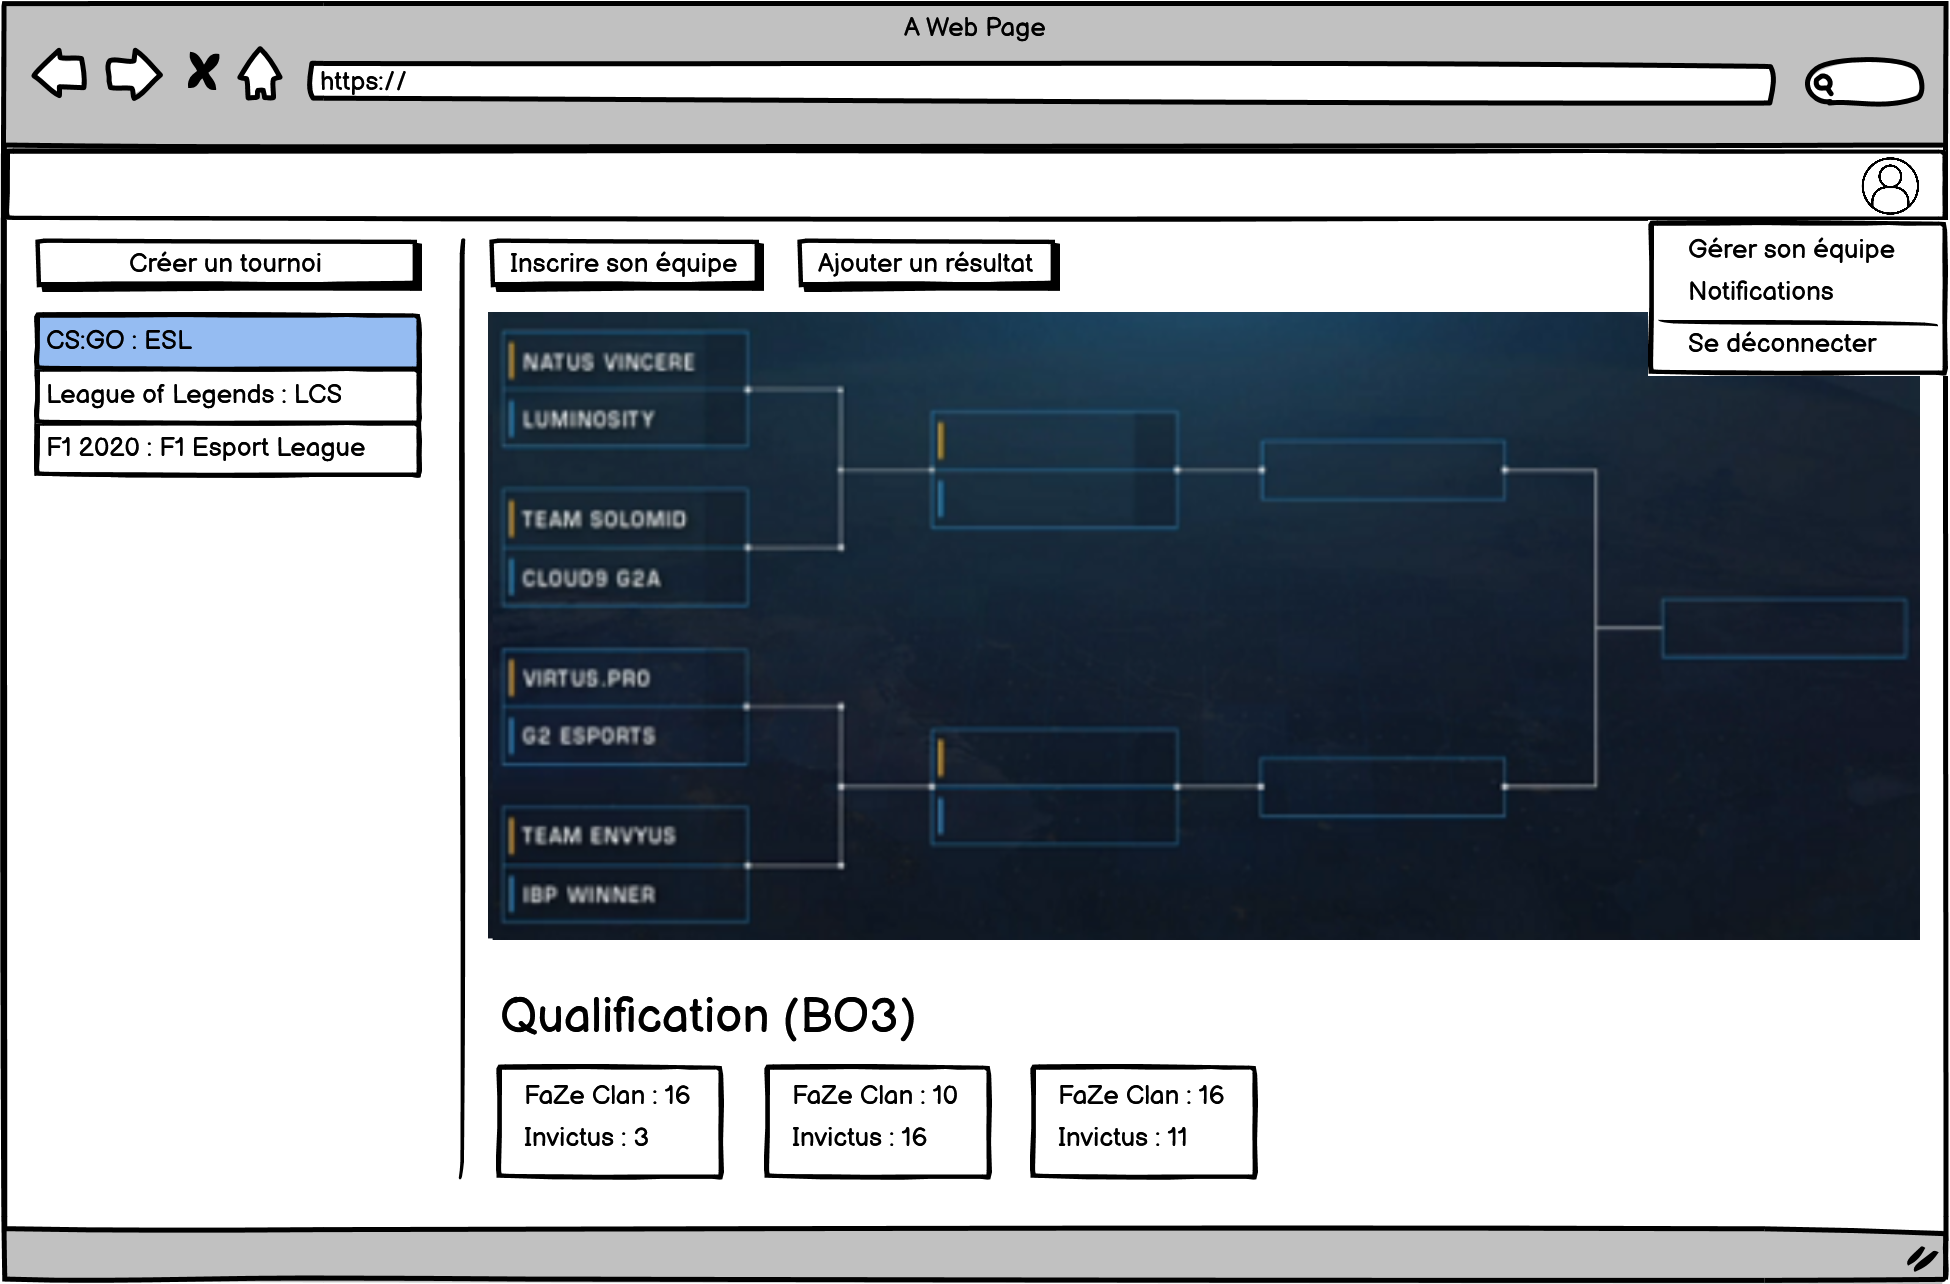 A Web Page
https://
Créer un tournoi
Inscrire son équipe
Ajouter un résultat
Gérer son équipe
Notifications
Se déconnecter
CS:GO : ESL
League of Legends : LCS
F1 2020 : F1 Esport League
NATUS VINCERE
LUMINOSITY
TEAM SOLOMID
CLOUD9 G2A
VIRTUS.PRO
G2 ESPORTS
TEAM ENVYUS
IBP WINNER
Qualification (BO3)
FaZe Clan : 16
Invictus : 3
FaZe Clan : 10
Invictus : 16
FaZe Clan : 16
Invictus : 11